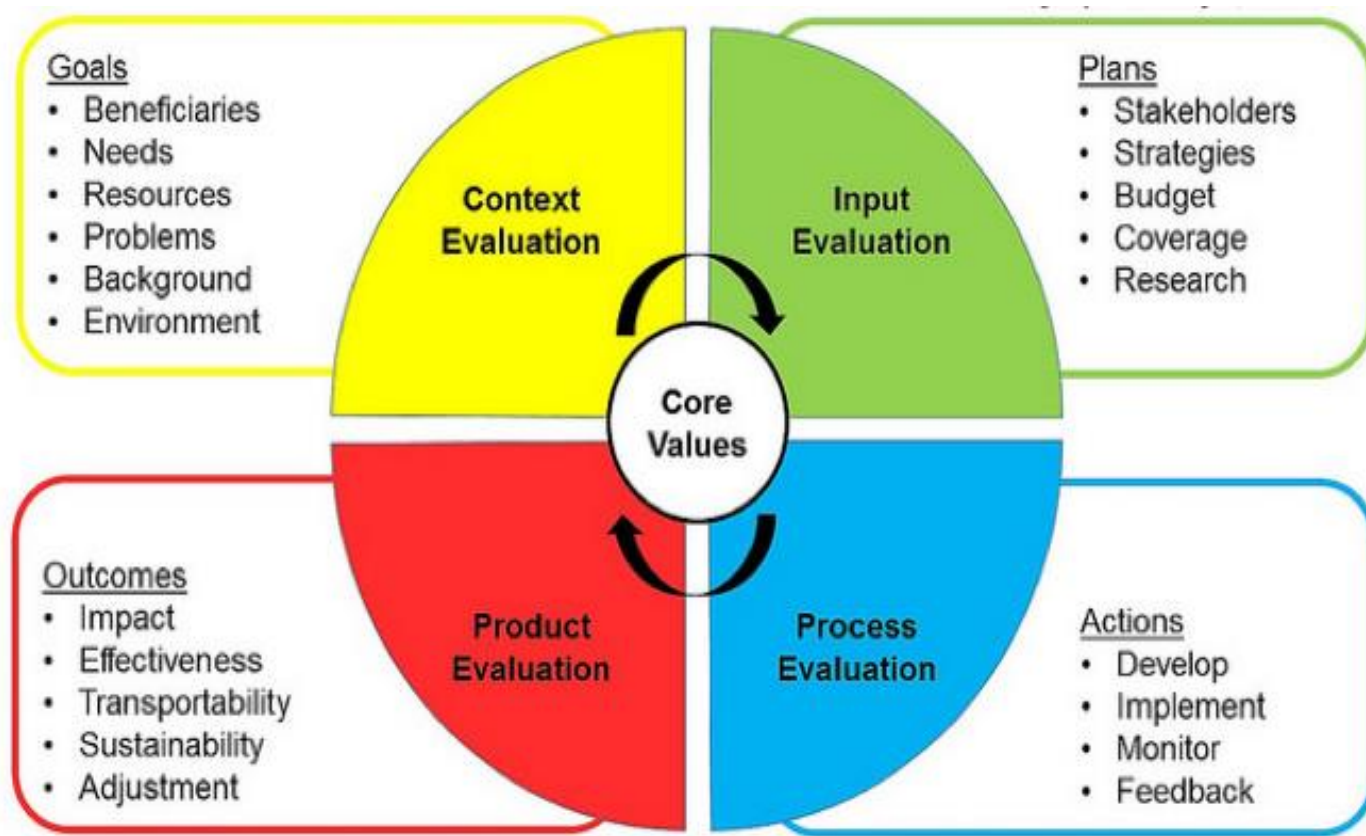 Goals
• Beneficiaries
• Needs
• Resources
• Problems
• Background
• Environment
Context
Evaluation
Input
Evaluation
Plans
• Stakeholders
• Strategies
• Budget
• Coverage
• Research
Core
Values
Outcomes
• Impact
• Effectiveness
• Transportability
• Sustainability
• Adjustment
Product
Evaluation
Process
Evaluation
Actions
• Develop
• Implement
• Monitor
• Feedback